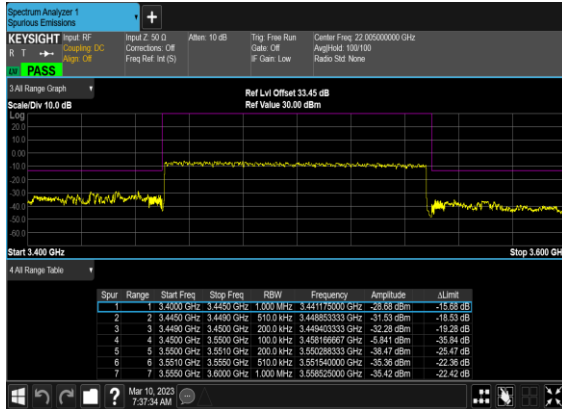 Spectrum Analyzer 1
Spurious Emissions
KEYSIGHT Input: RF
R T
Coupling: DC
Align: Off
Input Z: 50 Ω
Corrections: Off
Freq Ref: Int (S)
Atten: 10 dB
Trig: Free Run
Gate: Off
IF Gain: Low
Center Freq: 22.005000000 GHz
Avg|Hold: 100/100
Radio Std: None
PASS
3 All Range Graph
Ref Lvl Offset 33.45 dB
Scale/Div 10.0 dB
Ref Value 30.00 dBm
Log
20.0
10.0
0.00
-10.0
-20.0
-30.0
-40.0
-50.0
-60.0
Start 3.400 GHz
Stop 3.600 GH
4 All Range Table
Spur Range Start Freq Stop Freq RBW Frequency Amplitude ΔLimit
1 1 3.4000 GHz 3.4450 GHz 1.000 MHz 3.441175000 GHz -28.68 dBm -15.68 dB
2 2 3.4450 GHz 3.4490 GHz 510.0 kHz 3.448853333 GHz -31.53 dBm -18.53 dB
3 3 3.4490 GHz 3.4500 GHz 200.0 kHz 3.449403333 GHz -32.28 dBm -19.28 dB
4 4 3.4500 GHz 3.5500 GHz 100.0 kHz 3.458166667 GHz -5.841 dBm -35.84 dB
5 5 3.5500 GHz 3.5510 GHz 200.0 kHz 3.550288333 GHz -38.47 dBm -25.47 dB
6 6 3.5510 GHz 3.5550 GHz 510.0 kHz 3.551540000 GHz -35.36 dBm -22.36 dB
7 7 3.5550 GHz 3.6000 GHz 1.000 MHz 3.558525000 GHz -35.42 dBm -22.42 dB
?
Mar 10, 2023
7:37:34 AM